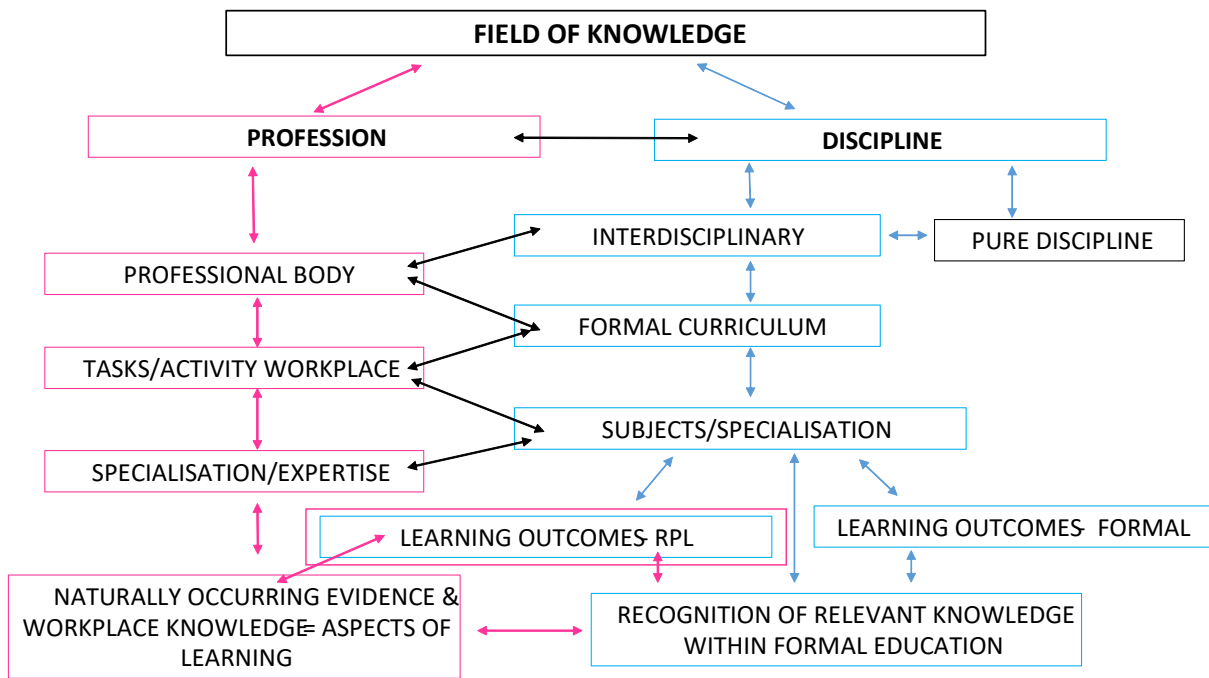 FIELD OF KNOWLEDGE
PROFESSION
DISCIPLINE
INTERDISCIPLINARY
PURE DISCIPLINE
PROFESSIONAL BODY
FORMAL CURRICULUM
TASKS/ACTIVITY WORKPLACE
SUBJECTS/SPECIALISATION
SPECIALISATION/EXPERTISE
LEARNING OUTCOMES- RPL
LEARNING OUTCOMES- FORMAL
NATURALLY OCCURRING EVIDENCE &
WORKPLACE KNOWLEDGE= ASPECTS OF
LEARNING
RECOGNITION OF RELEVANT KNOWLEDGE
WITHIN FORMAL EDUCATION